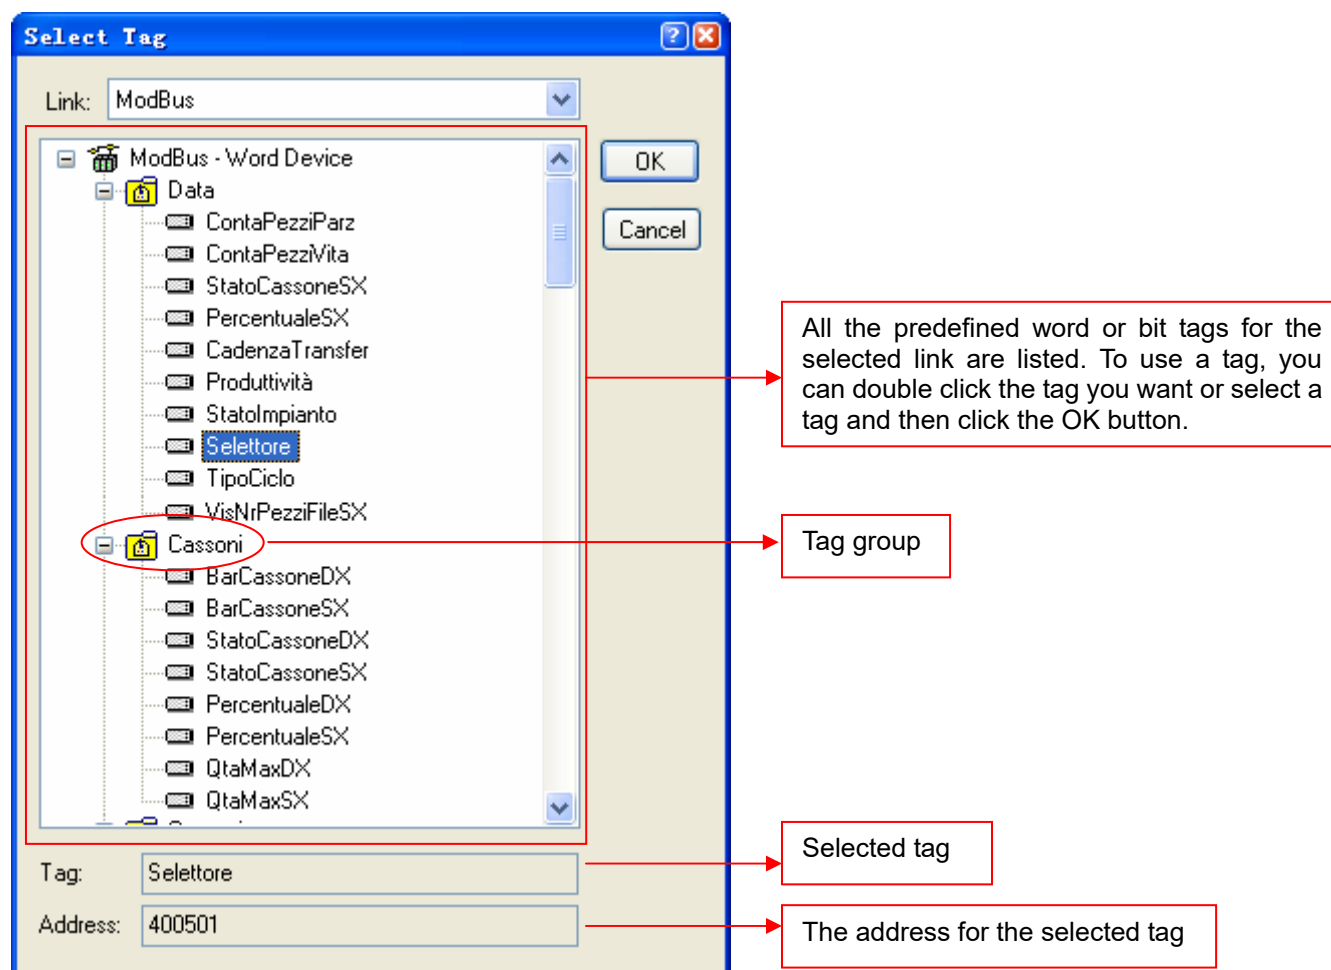 Select Tag
Link: ModBus
ModBus - Word Device
OK
Data
ContaPezziParz
Cancel
ContaPezziVita
StatoCassoneSX
PercentualeSX
CadenzaTransfer
Produttività
StatoImpianto
Selettore
TipoCiclo
VisNrPezziFileSX
Cassoni
BarCassoneDX
BarCassoneSX
StatoCassoneDX
StatoCassoneSX
PercentualeDX
PercentualeSX
QtaMaxDX
QtaMaxSX
Tag: Selettore
Address: 400501
All the predefined word or bit tags for the
selected link are listed. To use a tag, you
can double click the tag you want or select a
tag and then click the OK button.
Tag group
Selected tag
The address for the selected tag